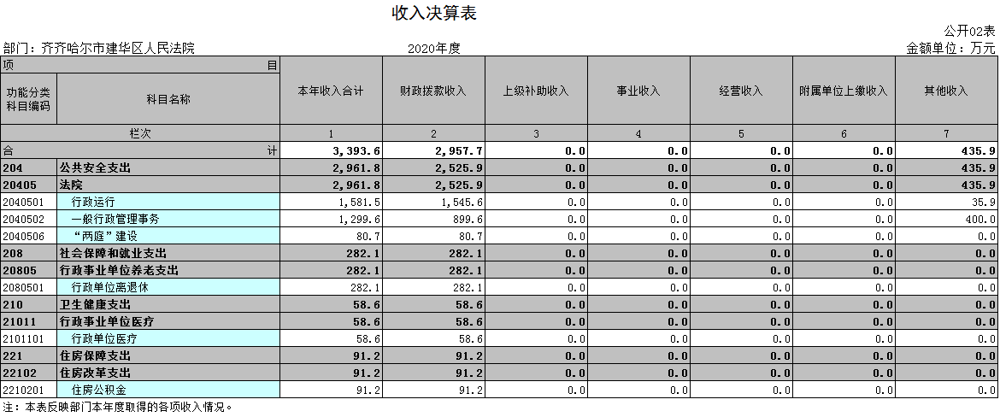 收入决算表
公开02表
部门：齐齐哈尔市建华区人民法院 2020年度 金额单位：万元
项 目 本年收入合计 财政拨款收入 上级补助收入 事业收入 经营收入 附属单位上缴收入 其他收入
功能分类科目编码 科目名称
栏次 1 2 3 4 5 6 7
合 计 3,393.6 2,957.7 0.0 0.0 0.0 0.0 435.9
204 公共安全支出 2,961.8 2,525.9 0.0 0.0 0.0 0.0 435.9
20405 法院 2,961.8 2,525.9 0.0 0.0 0.0 0.0 435.9
2040501 行政运行 1,581.5 1,545.6 0.0 0.0 0.0 0.0 35.9
2040502 一般行政管理事务 1,299.6 899.6 0.0 0.0 0.0 0.0 400.0
2040506 “两庭”建设 80.7 80.7 0.0 0.0 0.0 0.0 0.0
208 社会保障和就业支出 282.1 282.1 0.0 0.0 0.0 0.0 0.0
20805 行政事业单位养老支出 282.1 282.1 0.0 0.0 0.0 0.0 0.0
2080501 行政单位离退休 282.1 282.1 0.0 0.0 0.0 0.0 0.0
210 卫生健康支出 58.6 58.6 0.0 0.0 0.0 0.0 0.0
21011 行政事业单位医疗 58.6 58.6 0.0 0.0 0.0 0.0 0.0
2101101 行政单位医疗 58.6 58.6 0.0 0.0 0.0 0.0 0.0
221 住房保障支出 91.2 91.2 0.0 0.0 0.0 0.0 0.0
22102 住房改革支出 91.2 91.2 0.0 0.0 0.0 0.0 0.0
2210201 住房公积金 91.2 91.2 0.0 0.0 0.0 0.0 0.0
注：本表反映部门本年度取得的各项收入情况。